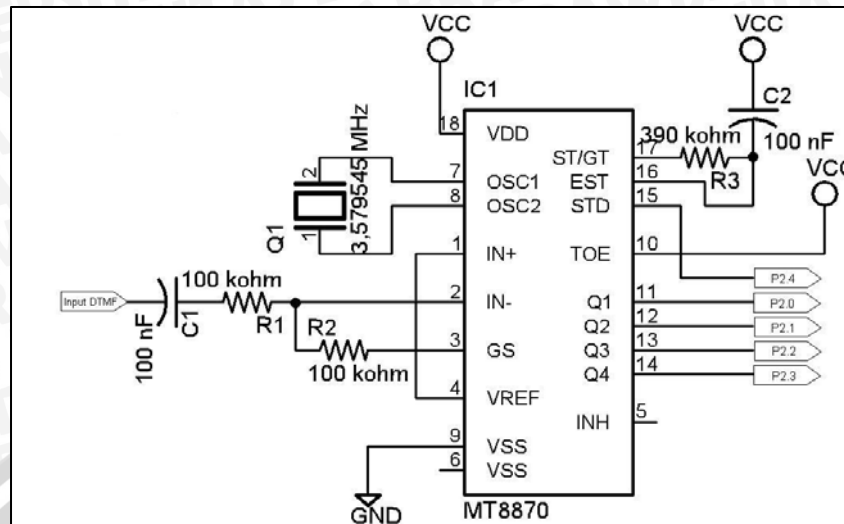 VCC
VCC
IC1
C2
18
VDD
390 kohm
100 nF
17
ST/GT
R3
VCC
2
3,579545 MHz
7
OSC1
EST
16
8
OSC2
STD
15
1
Q1
1
IN+
TOE
10
P2.4
100 kohm
Input DTMF
2
IN-
Q1
11
P2.0
R1
C1
R2
Q2
12
P2.1
100 nF
3
GS
Q3
13
P2.2
100 kohm
Q4
14
P2.3
4
VREF
INH
5
9
VSS
6
VSS
GND
MT8870